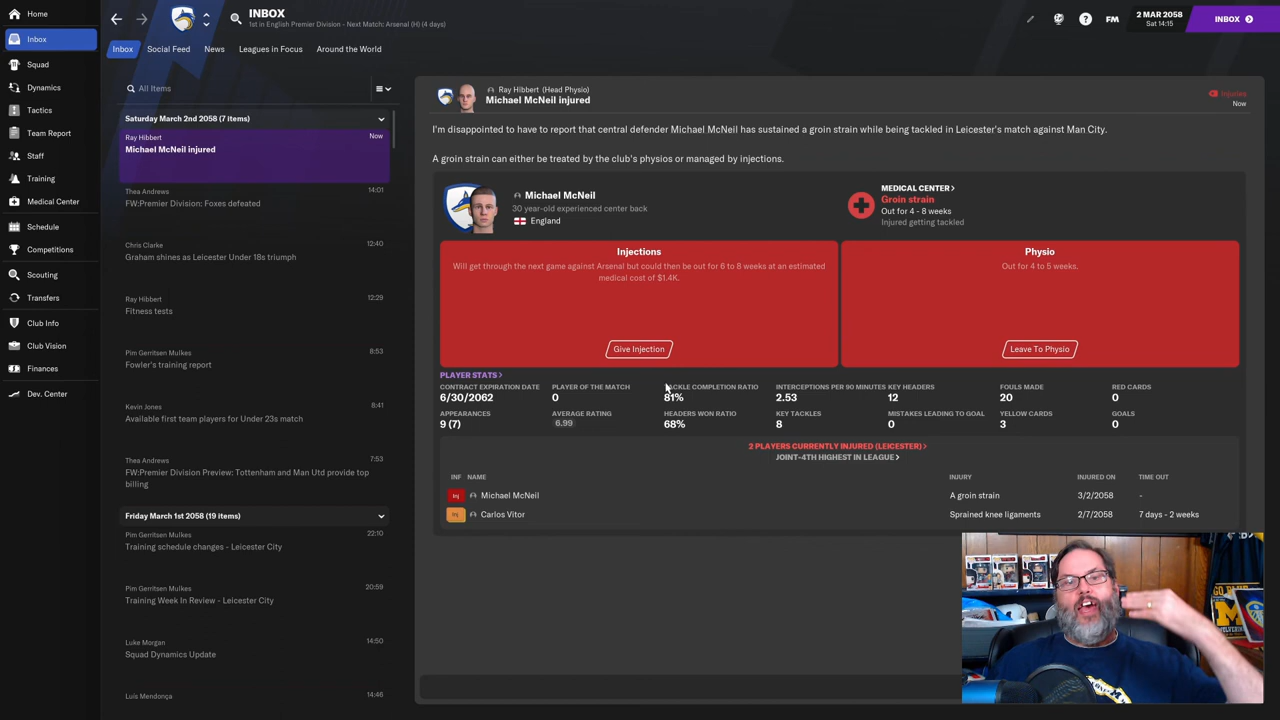 Home
Inbox
Squad
Dynamics
Tactics
Team Report
Staff
Training
Medical Center
Schedule
Competitions
Scouting
Transfers
Club Info
Club Vision
Finances
Dev. Center
INBOX
1st in English Premier Division - Next Match: Arsenal (H) (4 days)
FM
2 MAR 2058
Sat 14:15
INBOX
Inbox
Social Feed
News
Leagues in Focus
Around the World
All Items
Saturday March 2nd 2058 (7 items)
Ray Hibbert
Now
Michael McNeil injured
Thea Andrews
14:01
FW:Premier Division: Foxes defeated
Chris Clarke
12:40
Graham shines as Leicester Under 18s triumph
Ray Hibbert
12:29
Fitness tests
Pim Gerritsen Mulkes
8:53
Fowler's training report
Kevin Jones
8:41
Available first team players for Under 23s match
Thea Andrews
7:53
FW:Premier Division Preview: Tottenham and Man Utd provide top
billing
Friday March 1st 2058 (19 items)
Pim Gerritsen Mulkes
22:10
Training schedule changes - Leicester City
Pim Gerritsen Mulkes
20:59
Training Week In Review - Leicester City
Luke Morgan
14:50
Squad Dynamics Update
Luís Mendonça
14:46
Ray Hibbert (Head Physio)
Michael McNeil injured
Injuries
Now
I'm disappointed to have to report that central defender Michael McNeil has sustained a groin strain while being tackled in Leicester's match against Man City.
A groin strain can either be treated by the club's physios or managed by injections.
Michael McNeil
30 year-old experienced center back
England
MEDICAL CENTER >
Groin strain
Out for 4 - 8 weeks
Injured getting tackled
Injections
Will get through the next game against Arsenal but could then be out for 6 to 8 weeks at an estimated
medical cost of $1.4K.
Give Injection
Physio
Out for 4 to 5 weeks.
Leave To Physio
PLAYER STATS >
CONTRACT EXPIRATION DATE
6/30/2062
PLAYER OF THE MATCH
0
TACKLE COMPLETION RATIO
81%
INTERCEPTIONS PER 90 MINUTES
2.53
KEY HEADERS
12
FOULS MADE
20
RED CARDS
0
APPEARANCES
9 (7)
AVERAGE RATING
6.99
HEADERS WON RATIO
68%
KEY TACKLES
8
MISTAKES LEADING TO GOAL
0
YELLOW CARDS
3
GOALS
0
2 PLAYERS CURRENTLY INJURED (LEICESTER) >
JOINT-4TH HIGHEST IN LEAGUE >
INF NAME
INJURY
INJURED ON
TIME OUT
Inj Michael McNeil
A groin strain
3/2/2058
-
Inj Carlos Vitor
Sprained knee ligaments
2/7/2058
7 days - 2 weeks